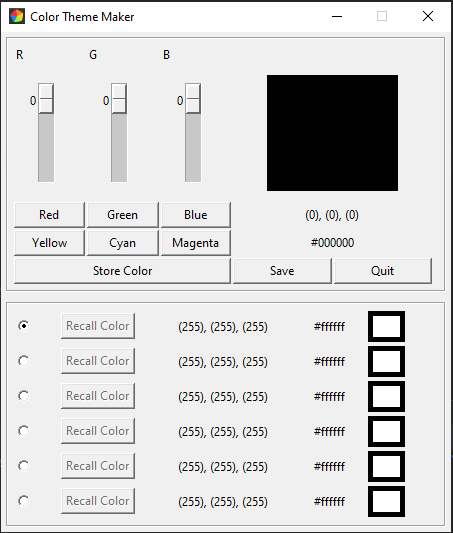 Color Theme Maker
R G B
0 0 0
Red Green Blue (0), (0), (0)
Yellow Cyan Magenta #000000
Store Color Save Quit
Recall Color (255), (255), (255) #ffffff
Recall Color (255), (255), (255) #ffffff
Recall Color (255), (255), (255) #ffffff
Recall Color (255), (255), (255) #ffffff
Recall Color (255), (255), (255) #ffffff
Recall Color (255), (255), (255) #ffffff